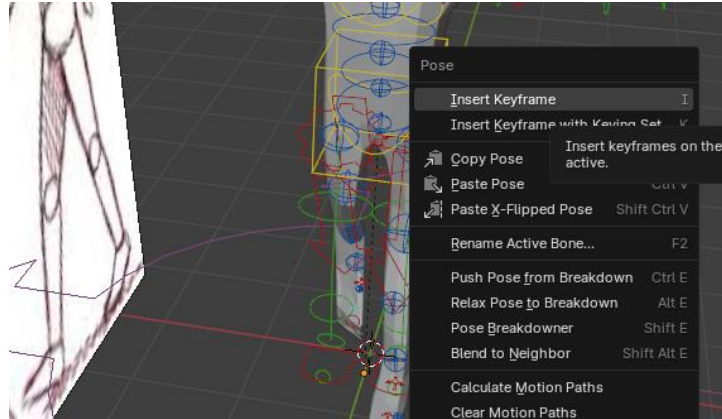 Pose
Insert Keyframe I
Insert Keyframe with Keying Set K
Insert keyframes on the
active.
Copy Pose
Paste Pose Ctrl V
Paste X-Flipped Pose Shift Ctrl V
Rename Active Bone... F2
Push Pose from Breakdown Ctrl E
Relax Pose to Breakdown Alt E
Pose Breakdowner Shift E
Blend to Neighbor Shift Alt E
Calculate Motion Paths
Clear Motion Paths